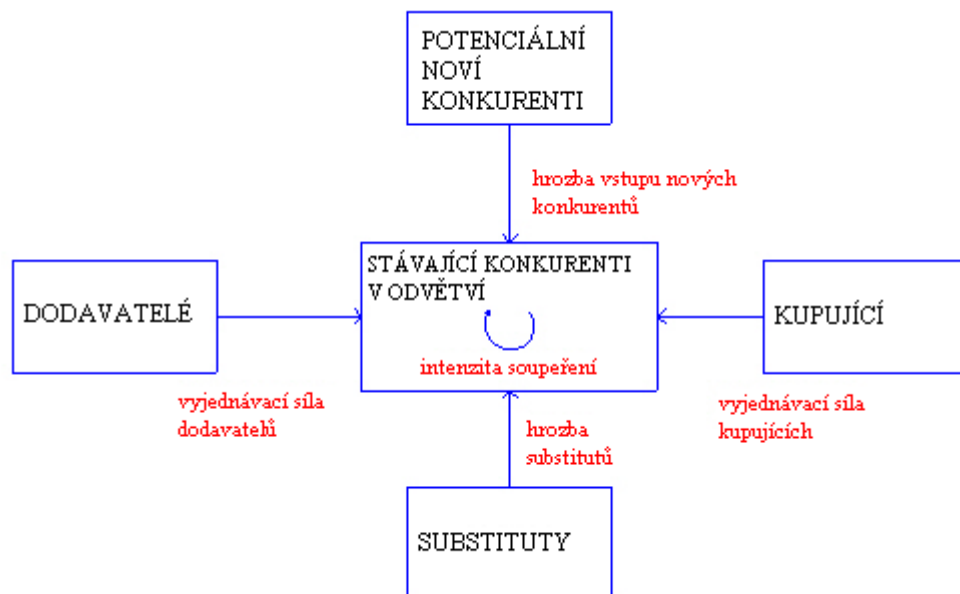 POTENCIÁLNÍ
NOVÍ
KONKURENTI
hrozba vstupu nových
konkurentů
STÁVAJÍCÍ KONKURENTI
V ODVĚTVÍ
intenzita soupeření
DODAVATELÉ
vyjednávací síla
dodavatelů
KUPUJÍCÍ
vyjednávací síla
kupujících
hrozba
substitutů
SUBSTITUTY